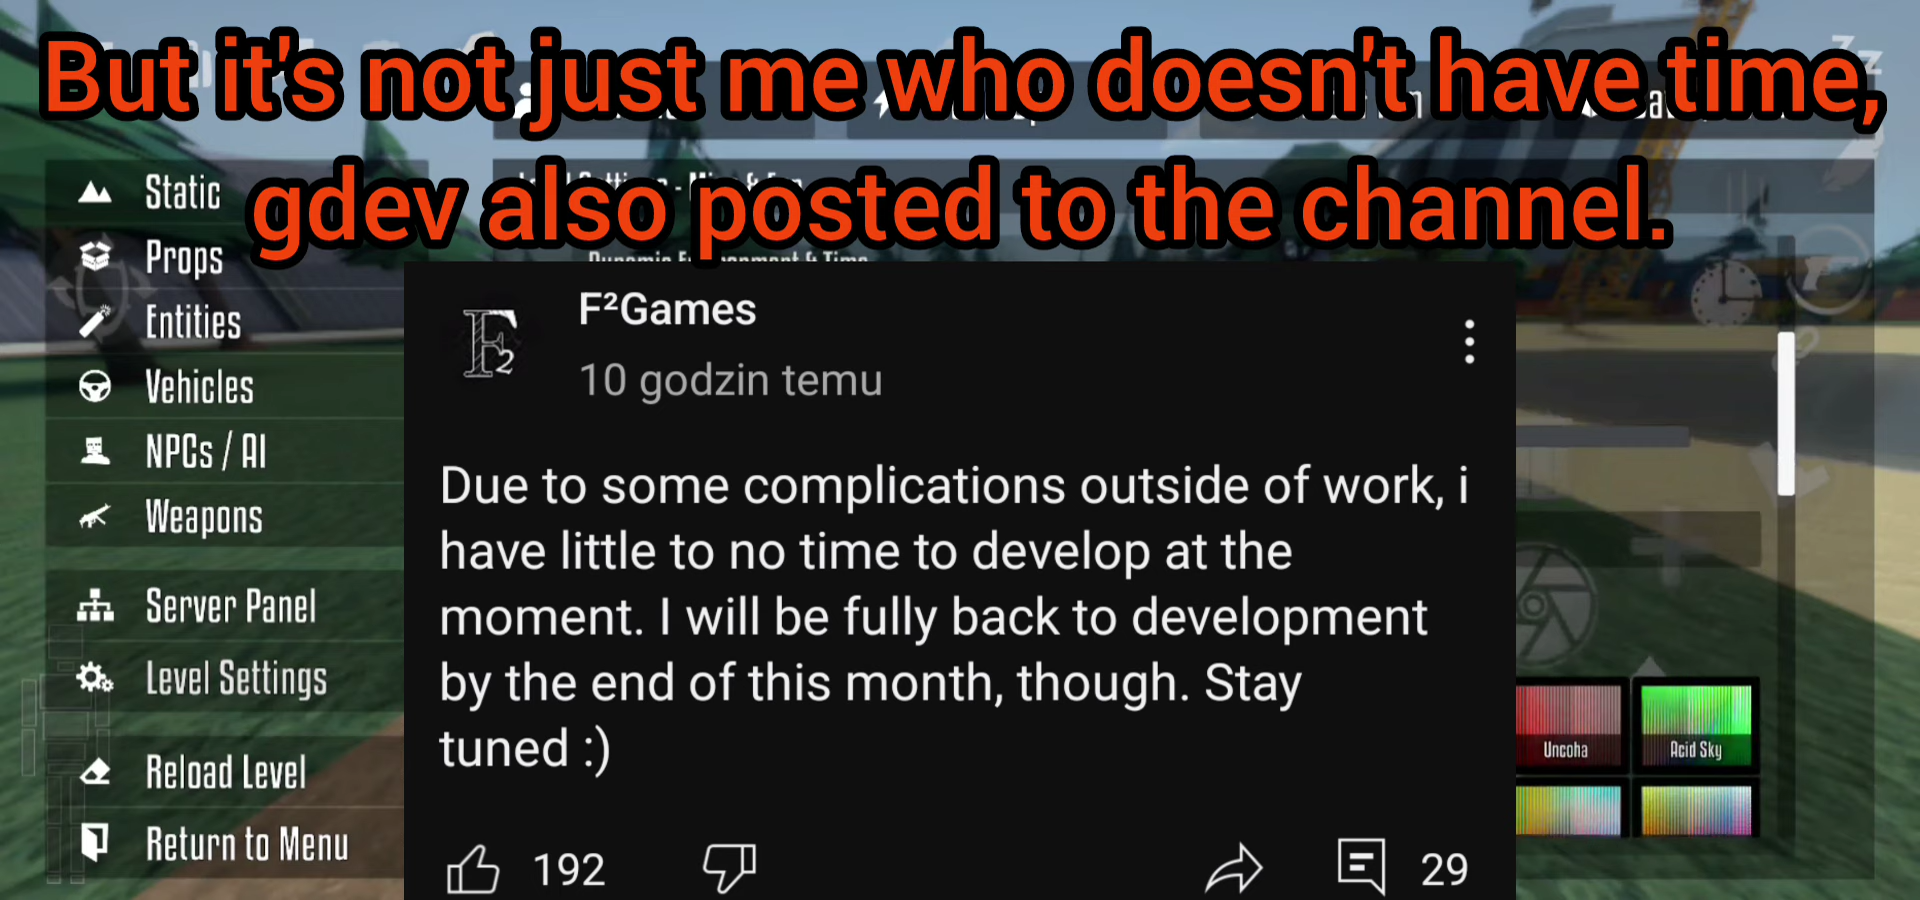 But it's not just me who doesn't have time,
gdev also posted to the channel.
Static
Props
Entities
Vehicles
NPCs / AI
Weapons
Server Panel
Level Settings
Reload Level
Return to Menu
F²Games
10 godzin temu
Due to some complications outside of work, i
have little to no time to develop at the
moment. I will be fully back to development
by the end of this month, though. Stay
tuned :)
192
29
Uncoha
Acid Sky